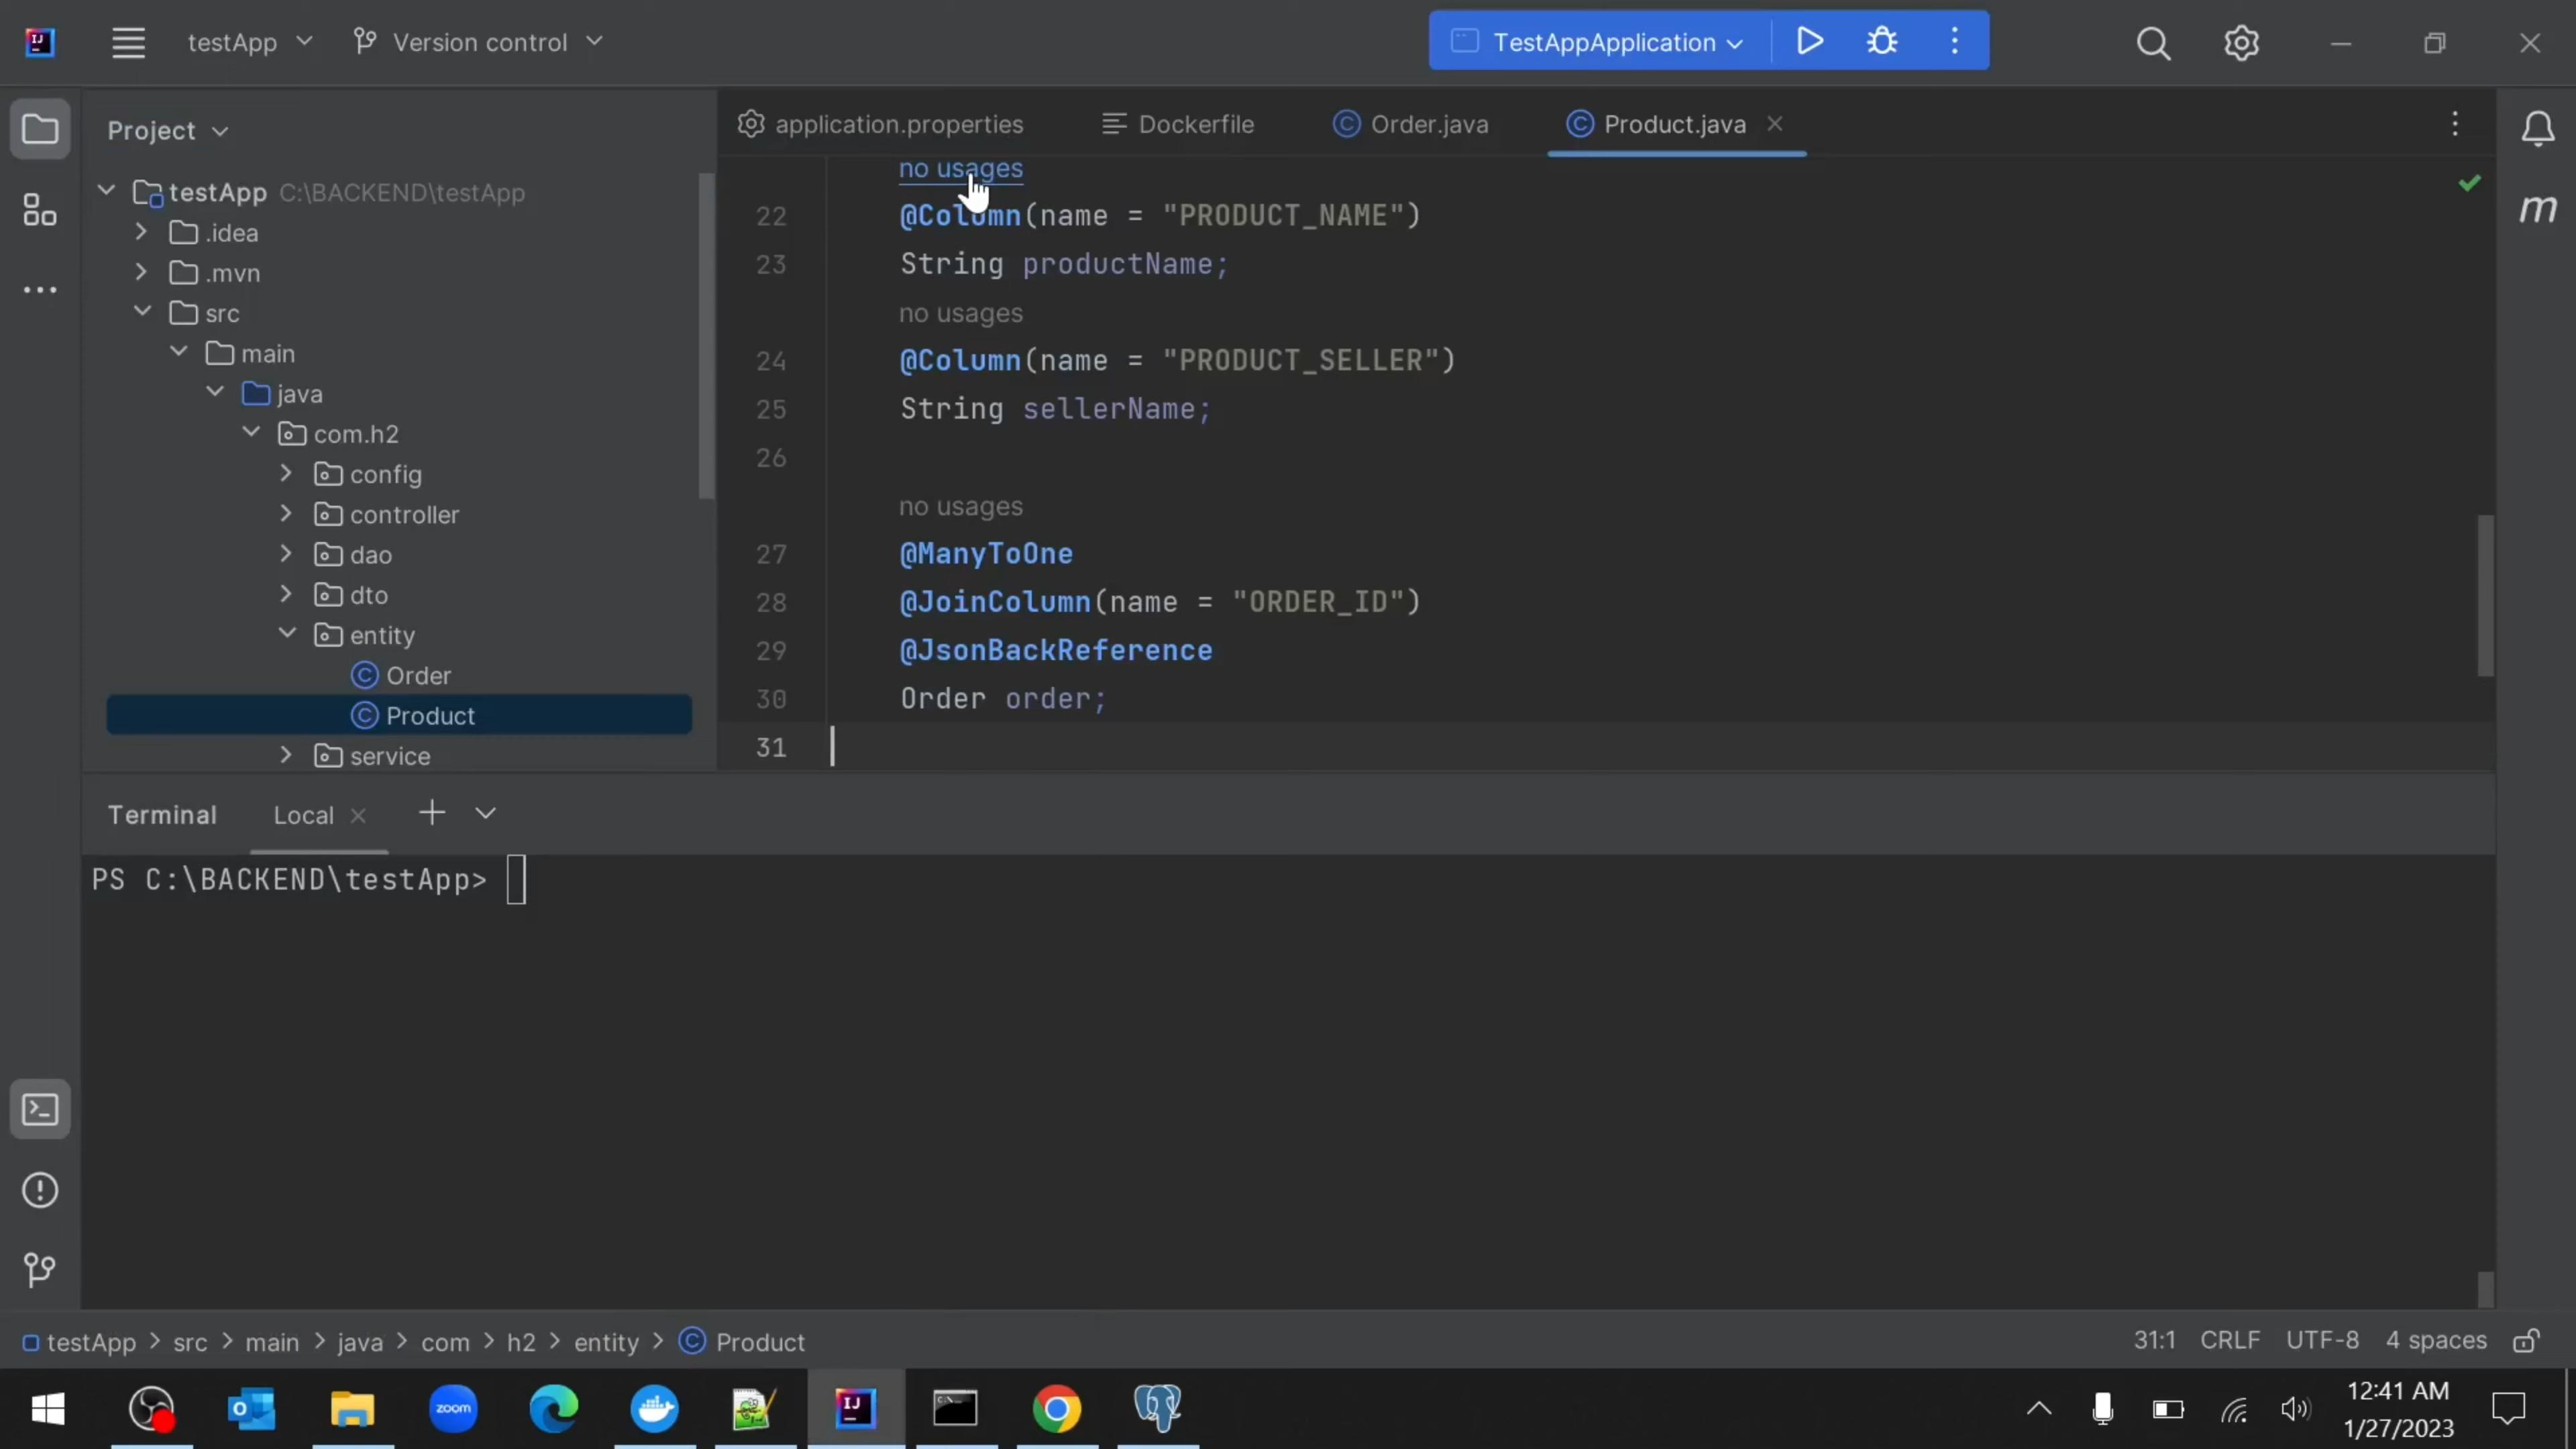 testApp
Version control
TestAppApplication
Project
application.properties
Dockerfile
Order.java
Product.java
testApp C:\BACKEND\testApp
.idea
.mvn
src
main
java
com.h2
config
controller
dao
dto
entity
Order
Product
service
no usages
22 @Column(name = "PRODUCT_NAME")
23 String productName;
no usages
24 @Column(name = "PRODUCT_SELLER")
25 String sellerName;
26
no usages
27 @ManyToOne
28 @JoinColumn(name = "ORDER_ID")
29 @JsonBackReference
30 Order order;
31
m
Terminal
Local
PS C:\BACKEND\testApp>
testApp > src > main > java > com > h2 > entity > Product
31:1 CRLF UTF-8 4 spaces
zoom
12:41 AM
1/27/2023